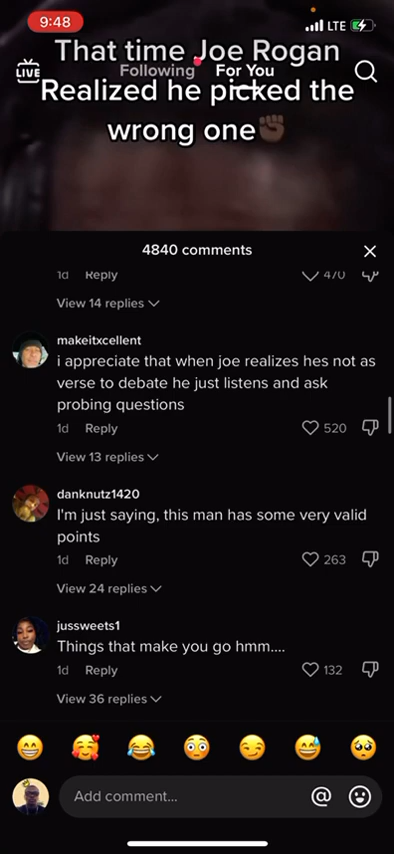 9:48
LTE
That time Joe Rogan
LIVE
Following
For You
Realized he picked the
wrong one
4840 comments
1d Reply 470
View 14 replies
makeitxcellent
i appreciate that when joe realizes hes not as
verse to debate he just listens and ask
probing questions
1d Reply 520
View 13 replies
danknutz1420
I'm just saying, this man has some very valid
points
1d Reply 263
View 24 replies
jussweets1
Things that make you go hmm....
1d Reply 132
View 36 replies
Add comment... @